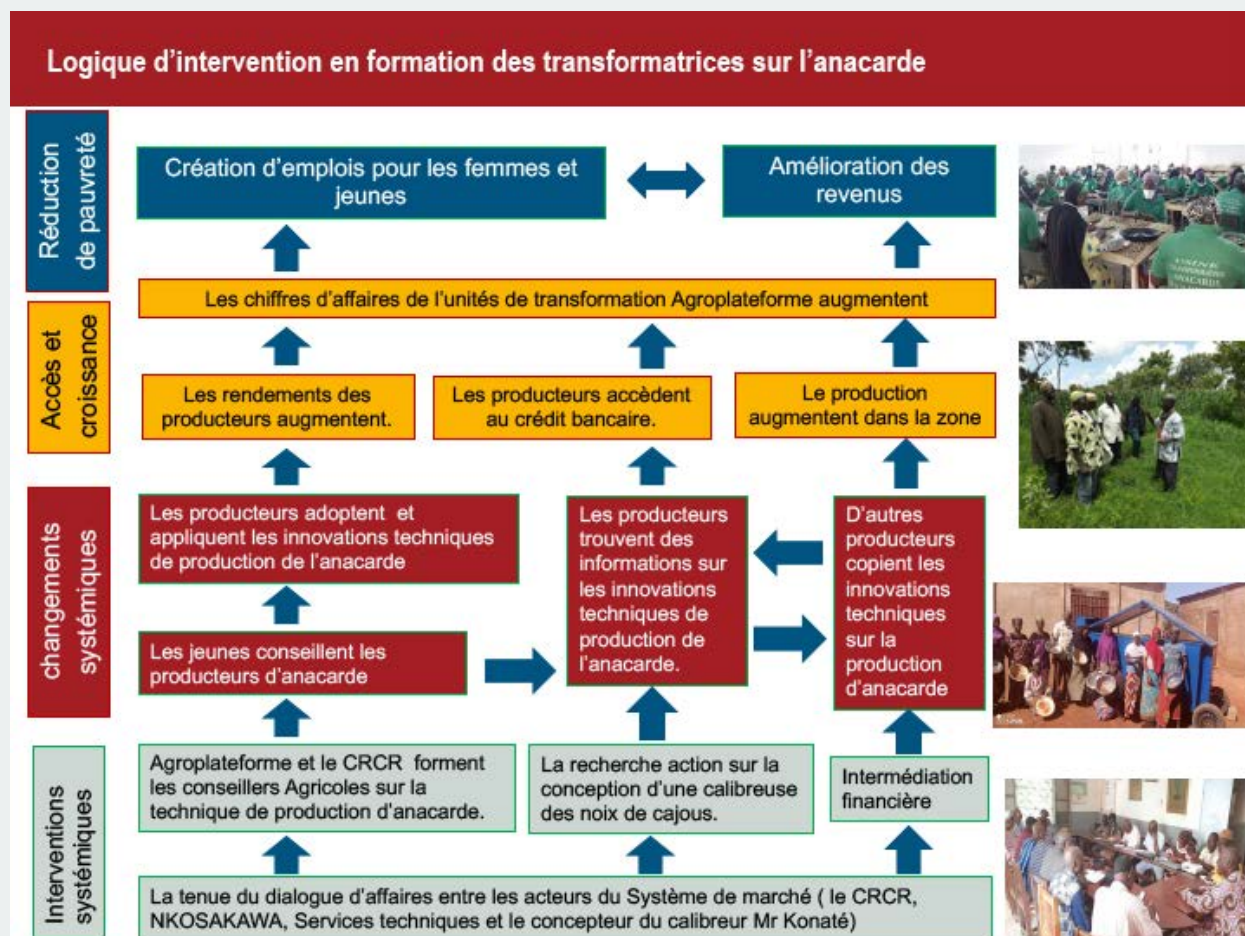 Logique d'intervention en formation des transformatrices sur l'anacarde
Réduction
de pauvreté
Création d'emplois pour les femmes et
jeunes
Amélioration des
revenus
Les chiffres d'affaires de l'unités de transformation Agroplateforme augmentent
Accès et
croissance
Les rendements des
producteurs augmentent.
Les producteurs accèdent
au crédit bancaire.
Le production
augmentent dans la zone
changements
systémiques
Les producteurs adoptent et
appliquent les innovations techniques
de production de l'anacarde
Les jeunes conseillent les
producteurs d'anacarde
Les producteurs
trouvent des
informations sur
les innovations
techniques de
production de
l'anacarde.
D'autres
producteurs
copient les
innovations
techniques
sur la
production
d'anacarde
Interventions
systémiques
Agroplateforme et le CRCR forment
les conseillers Agricoles sur la
technique de production d'anacarde.
La recherche action sur la
conception d'une calibreuse
des noix de cajous.
Intermédiation
financière
La tenue du dialogue d'affaires entre les acteurs du Système de marché ( le CRCR,
NKOSAKAWA, Services techniques et le concepteur du calibreur Mr Konaté)